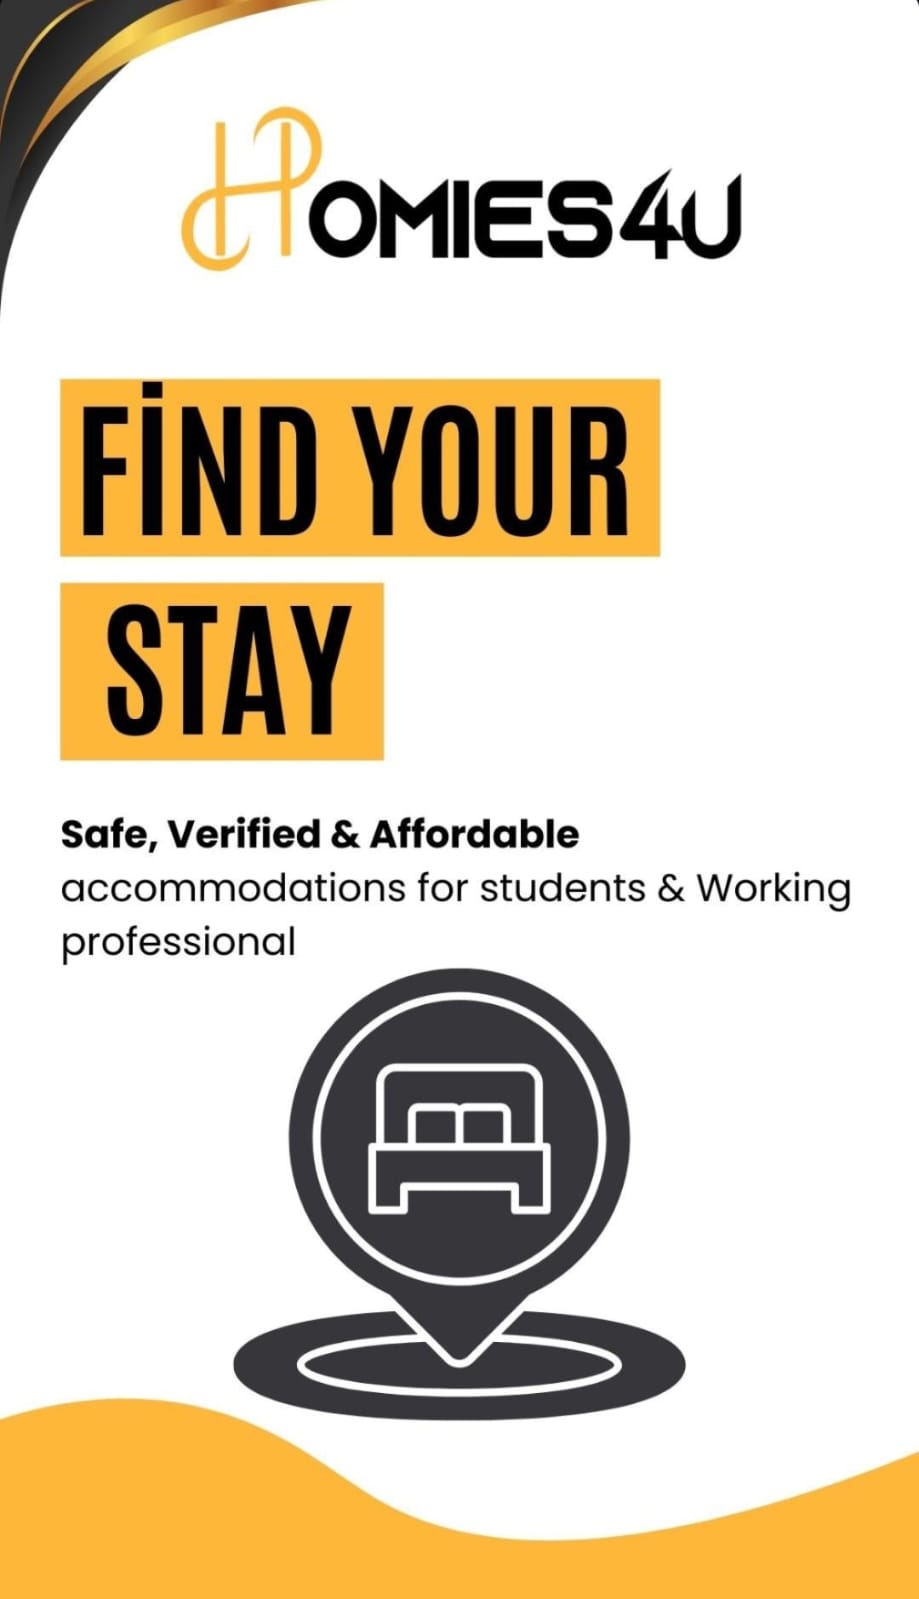 HOMIES4U
FİND YOUR
STAY
Safe, Verified & Affordable
accommodations for students & Working
professional